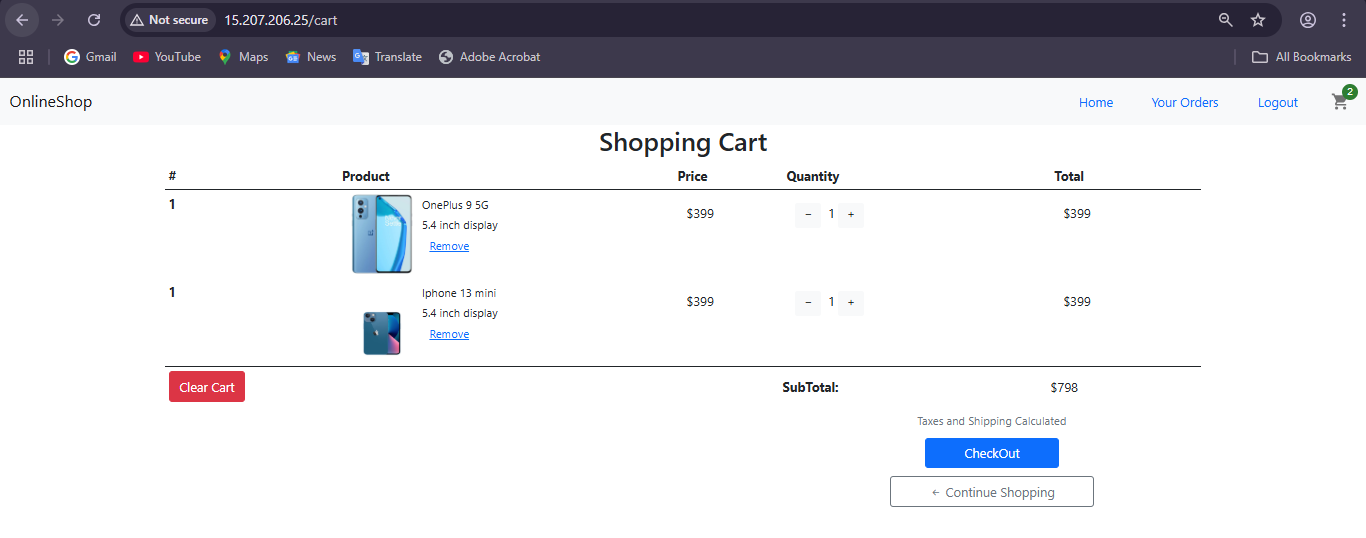 Not secure 15.207.206.25/cart
Gmail YouTube Maps News Translate Adobe Acrobat All Bookmarks
OnlineShop Home Your Orders Logout 2
Shopping Cart
# Product Price Quantity Total
1 OnePlus 9 5G $399 − 1 + $399
5.4 inch display
Remove
1 Iphone 13 mini $399 − 1 + $399
5.4 inch display
Remove
Clear Cart SubTotal: $798
Taxes and Shipping Calculated
CheckOut
← Continue Shopping